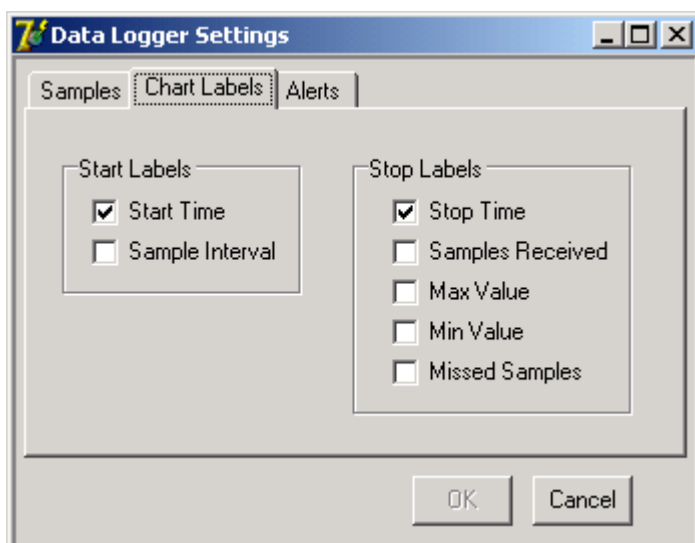 Data Logger Settings
Samples Chart Labels Alerts
Start Labels
Start Time
Sample Interval
Stop Labels
Stop Time
Samples Received
Max Value
Min Value
Missed Samples
OK Cancel